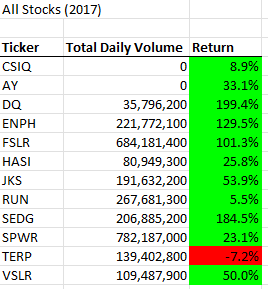 All Stocks (2017)
Ticker Total Daily Volume Return
CSIQ 0 8.9%
AY 0 33.1%
DQ 35,796,200 199.4%
ENPH 221,772,100 129.5%
FSLR 684,181,400 101.3%
HASI 80,949,300 25.8%
JKS 191,632,200 53.9%
RUN 267,681,300 5.5%
SEDG 206,885,200 184.5%
SPWR 782,187,000 23.1%
TERP 139,402,800 -7.2%
VSLR 109,487,900 50.0%